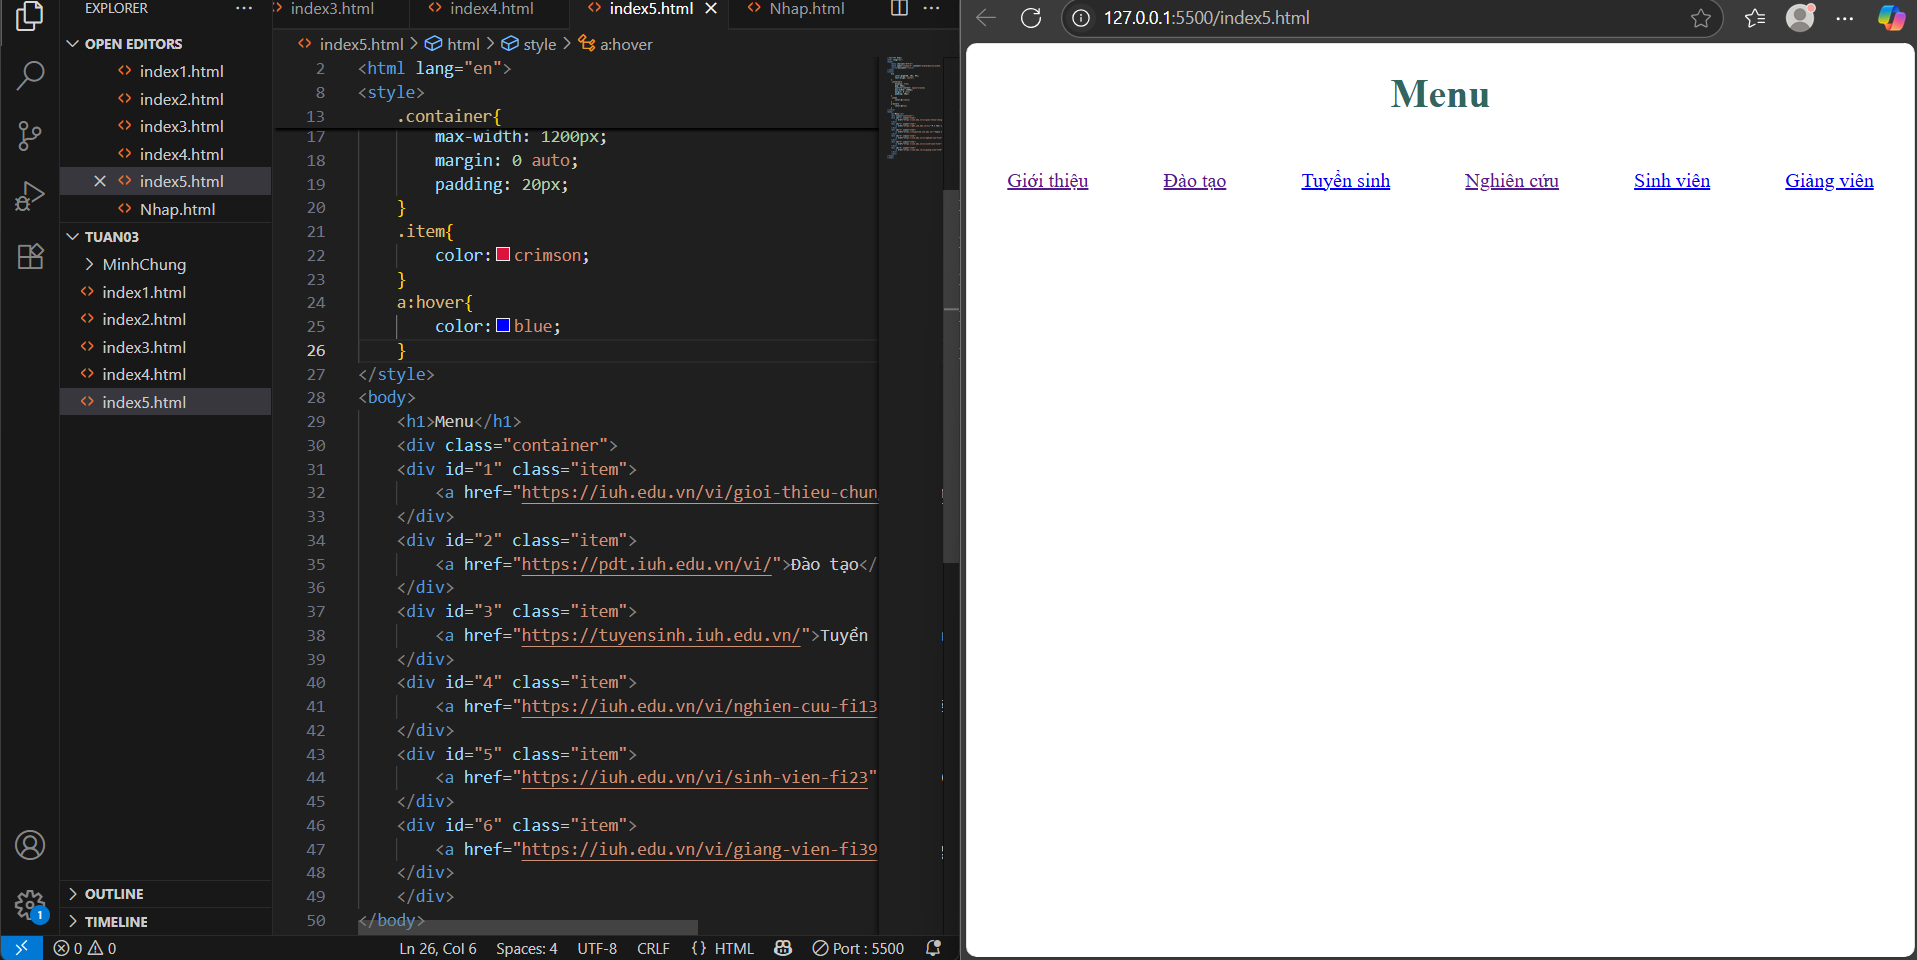 EXPLORER ···
OPEN EDITORS
index1.html
index2.html
index3.html
index4.html
index5.html
Nhap.html
TUAN03
MinhChung
index1.html
index2.html
index3.html
index4.html
index5.html
OUTLINE
TIMELINE
1
index3.html index4.html index5.html Nhap.html ···
index5.html > html > style > a:hover
2 <html lang="en">
8 <style>
13 .container{
17 max-width: 1200px;
18 margin: 0 auto;
19 padding: 20px;
20 }
21 .item{
22 color: crimson;
23 }
24 a:hover{
25 color: blue;
26 }
27 </style>
28 <body>
29 <h1>Menu</h1>
30 <div class="container">
31 <div id="1" class="item">
32 <a href="https://iuh.edu.vn/vi/gioi-thieu-chun
33 </div>
34 <div id="2" class="item">
35 <a href="https://pdt.iuh.edu.vn/vi/">Đào tạo</
36 </div>
37 <div id="3" class="item">
38 <a href="https://tuyensinh.iuh.edu.vn/">Tuyển
39 </div>
40 <div id="4" class="item">
41 <a href="https://iuh.edu.vn/vi/nghien-cuu-fi13
42 </div>
43 <div id="5" class="item">
44 <a href="https://iuh.edu.vn/vi/sinh-vien-fi23"
45 </div>
46 <div id="6" class="item">
47 <a href="https://iuh.edu.vn/vi/giang-vien-fi39
48 </div>
49 </div>
50 </body>
0 0 Ln 26, Col 6 Spaces: 4 UTF-8 CRLF {} HTML Port : 5500
127.0.0.1:5500/index5.html
Menu
Giới thiệu Đào tạo Tuyển sinh Nghiên cứu Sinh viên Giảng viên